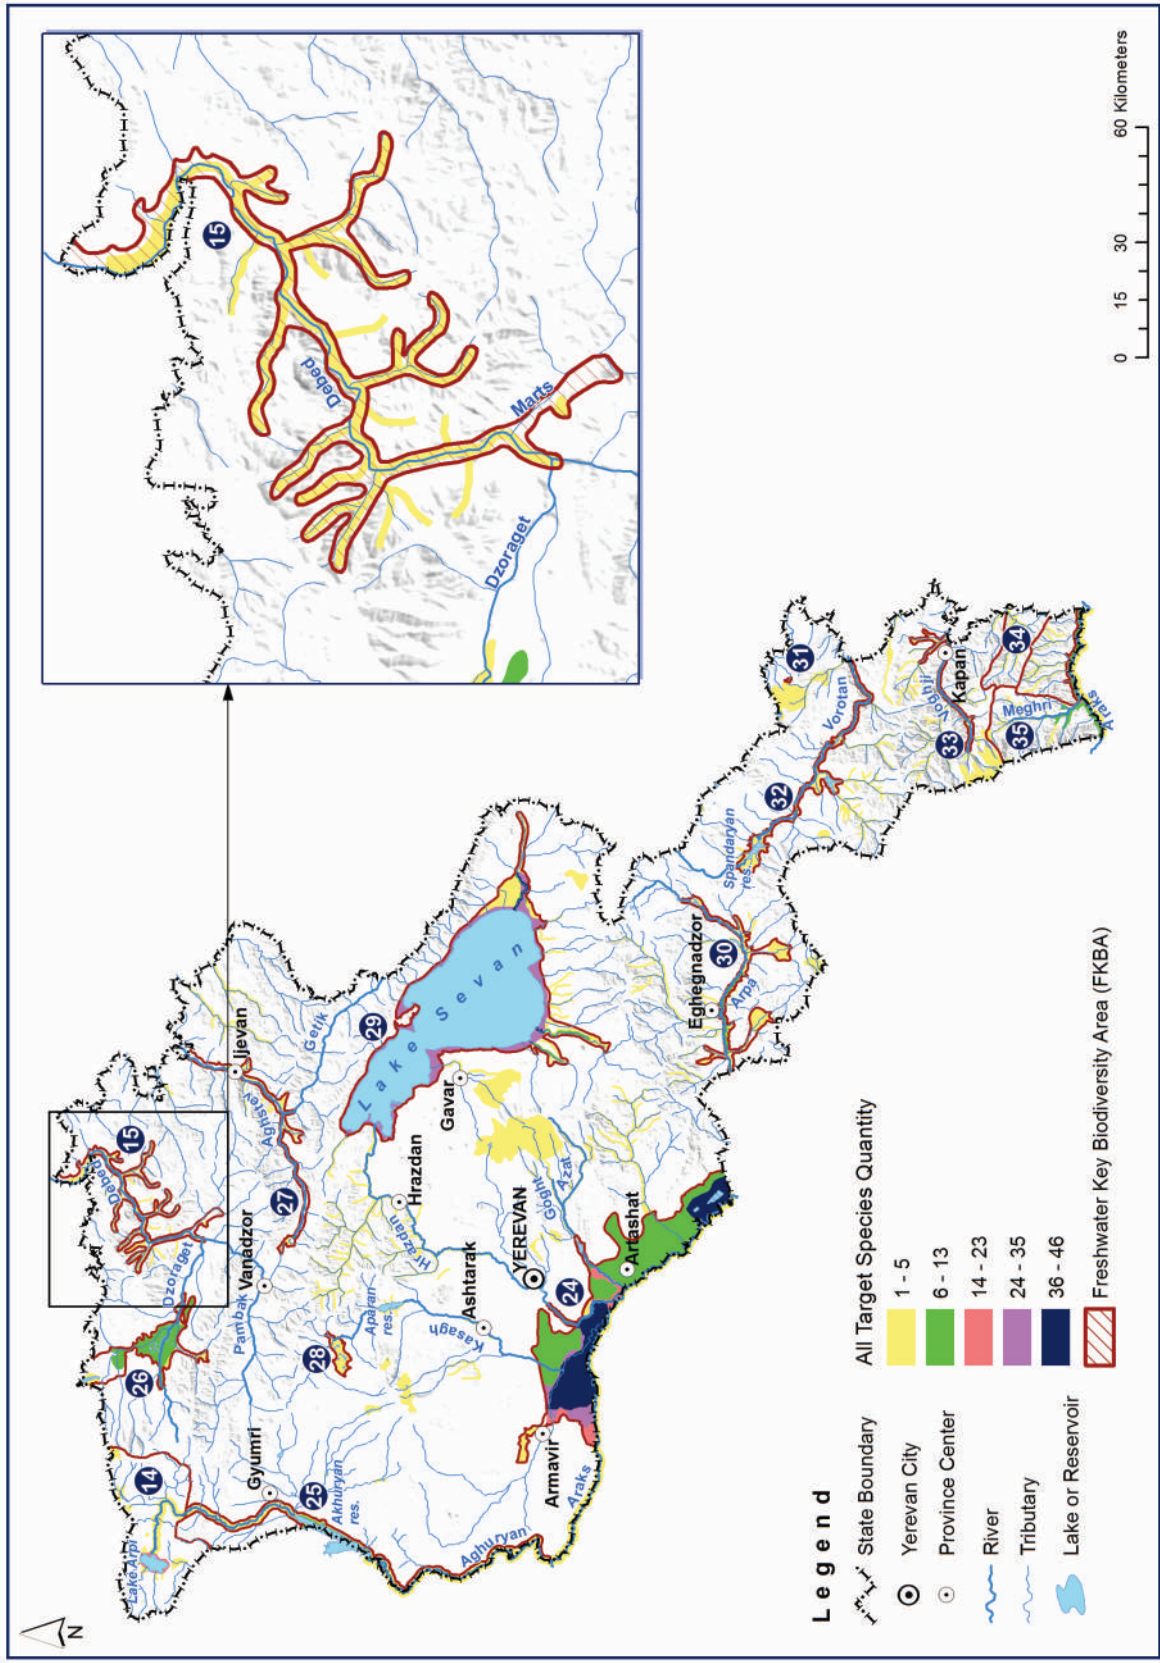 N
Lake Arpi
14
26
Debed
15
Dzoraget
Gyumri
Pambak
Vanadzor
25
Akhuryan
res.
28
Aparan
res.
27
Aghstev
Ijevan
Getik
29
Lake Sevan
Gavar
Hrazdan
Hrazdan
Ashtarak
Kasagh
YEREVAN
Goght
Azat
Aghuryan
Araks
Armavir
24
Artashat
Eghegnadzor
30
Arpa
Spandaryan
res.
32
Vorotan
31
33
Voghji
Kapan
35
Meghri
34
Araks
15
Debed
Marts
Dzoraget
Legend
State Boundary
Yerevan City
Province Center
River
Tributary
Lake or Reservoir
All Target Species Quantity
1 - 5
6 - 13
14 - 23
24 - 35
36 - 46
Freshwater Key Biodiversity Area (FKBA)
0 15 30 60 Kilometers